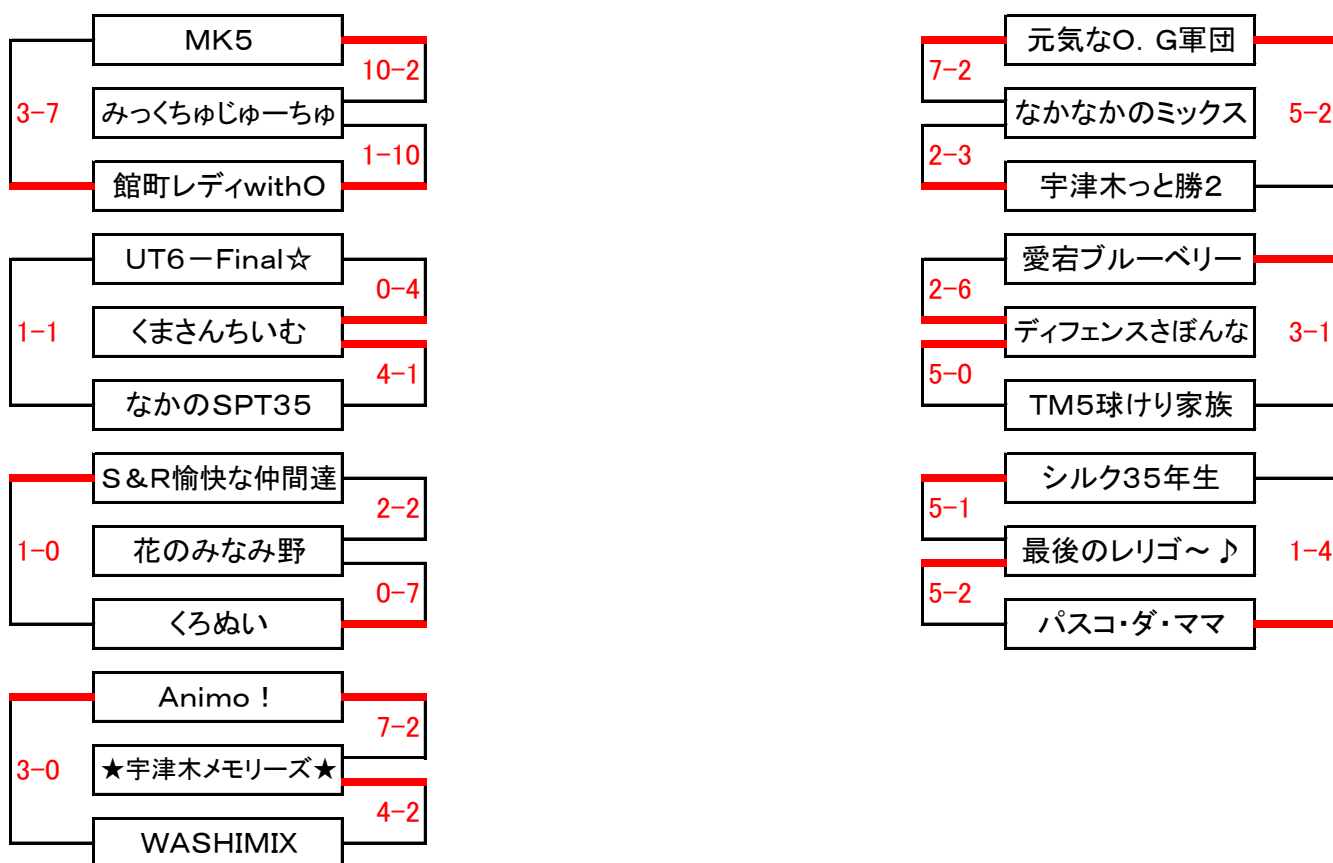 MK5
10-2
3-7
みっくちゅじゅーちゅ
1-10
館町レディwithO
UT6-Final☆
0-4
1-1
くまさんちいむ
4-1
なかのSPT35
S&R愉快な仲間達
2-2
1-0
花のみなみ野
0-7
くろぬい
Animo!
7-2
3-0
★宇津木メモリーズ★
4-2
WASHIMIX
元気なO.G軍団
7-2
なかなかのミックス
5-2
2-3
宇津木っと勝2
愛宕ブルーベリー
2-6
ディフェンスさぼんな
3-1
5-0
TM5球けり家族
シルク35年生
5-1
最後のレリゴ~♪
1-4
5-2
パスコ・ダ・ママ